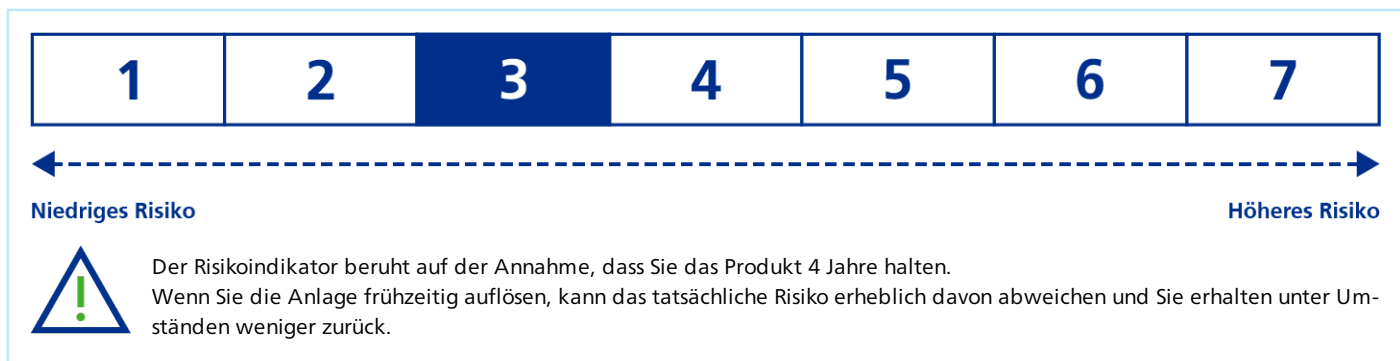 1 2 3 4 5 6 7
Niedriges Risiko Höheres Risiko
Der Risikoindikator beruht auf der Annahme, dass Sie das Produkt 4 Jahre halten.
Wenn Sie die Anlage frühzeitig auflösen, kann das tatsächliche Risiko erheblich davon abweichen und Sie erhalten unter Um-
ständen weniger zurück.